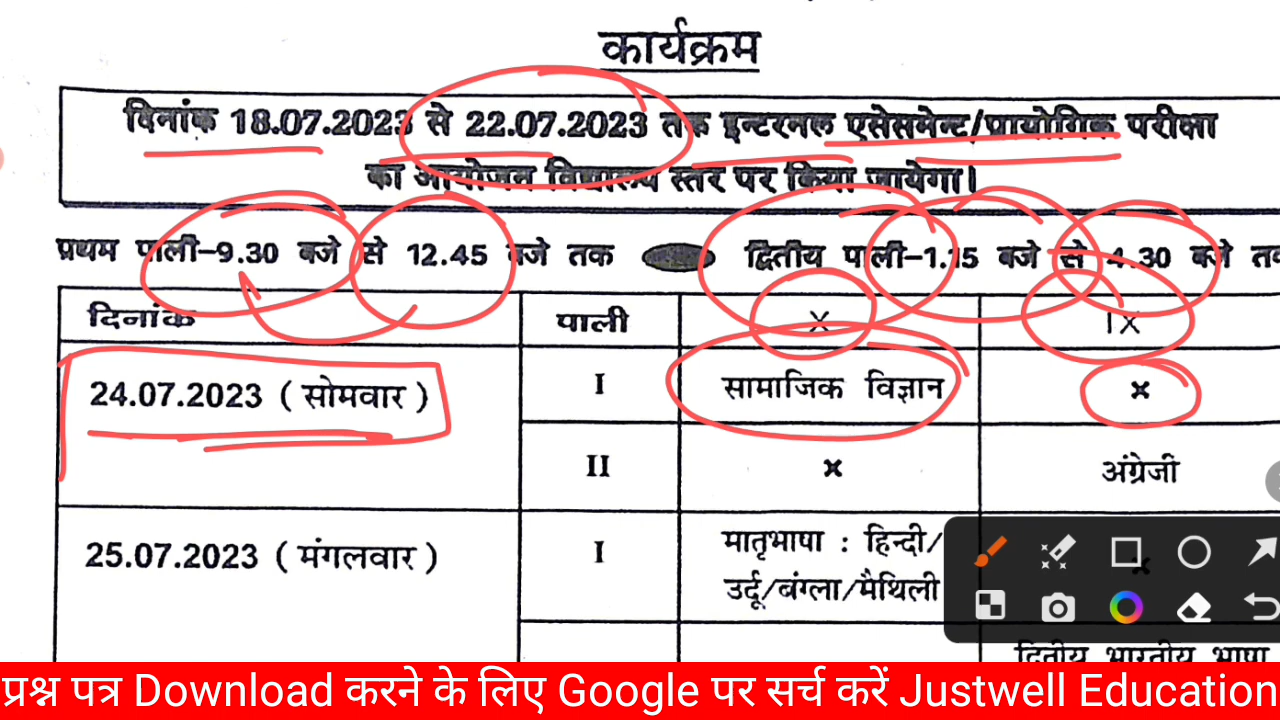 कार्यक्रम
दिनांक 18.07.2023 से 22.07.2023 तक इन्टरनल एसेसमेन्ट/प्रायोगिक परीक्षा
का आयोजन विद्यालय स्तर पर किया जायेगा।
प्रथम पाली–9.30 बजे से 12.45 बजे तक द्वितीय पाली–1.15 बजे से 4.30 बजे तक
दिनांक पाली X IX
24.07.2023 ( सोमवार ) I सामाजिक विज्ञान ×
II × अंग्रेजी
25.07.2023 ( मंगलवार ) I मातृभाषा : हिन्दी/
उर्दू/बंग्ला/मैथिली
द्वितीय भारतीय भाषा
प्रश्न पत्र Download करने के लिए Google पर सर्च करें Justwell Education